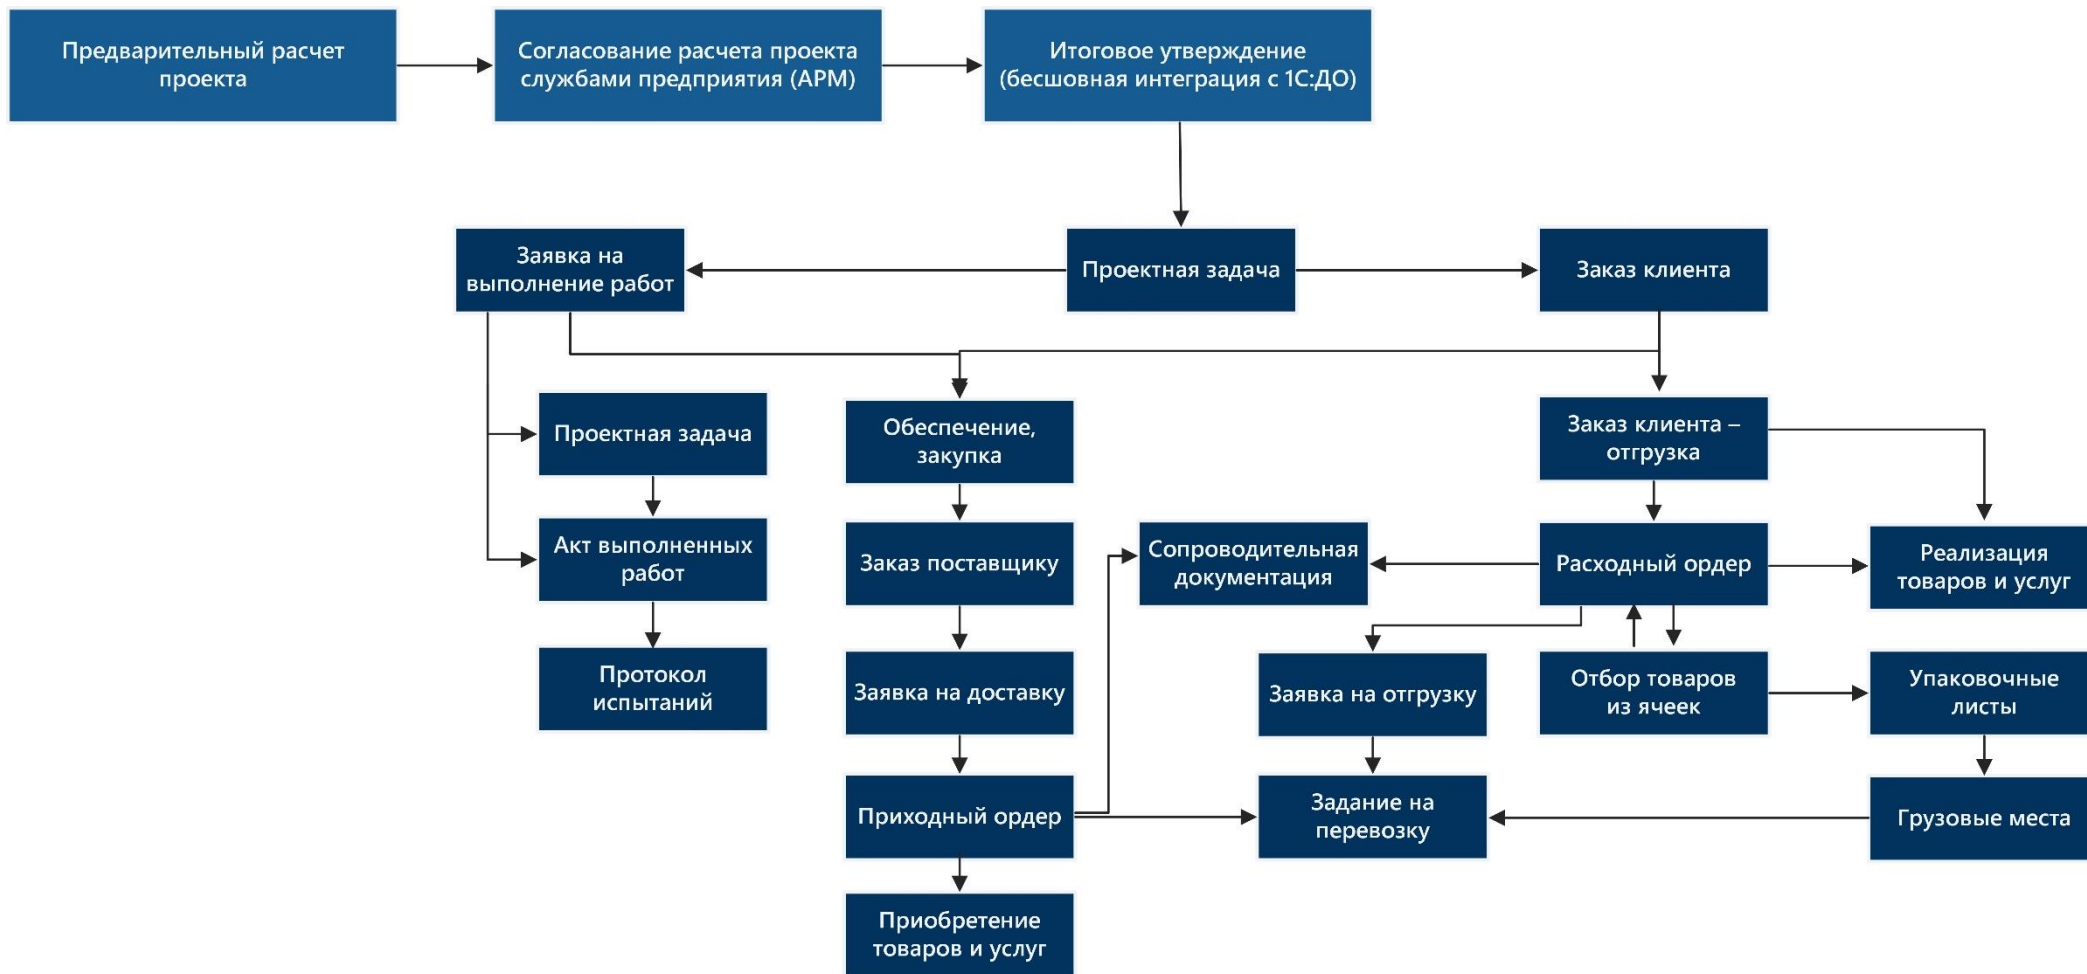 Предварительный расчет
проекта
Согласование расчета проекта
службами предприятия (АРМ)
Итоговое утверждение
(бесшовная интеграция с 1С:ДО)
Заявка на
выполнение работ
Проектная задача
Заказ клиента
Проектная задача
Обеспечение,
закупка
Заказ клиента –
отгрузка
Акт выполненных
работ
Заказ поставщику
Сопроводительная
документация
Расходный ордер
Реализация
товаров и услуг
Протокол
испытаний
Заявка на доставку
Заявка на отгрузку
Отбор товаров
из ячеек
Упаковочные
листы
Приходный ордер
Задание на
перевозку
Грузовые места
Приобретение
товаров и услуг